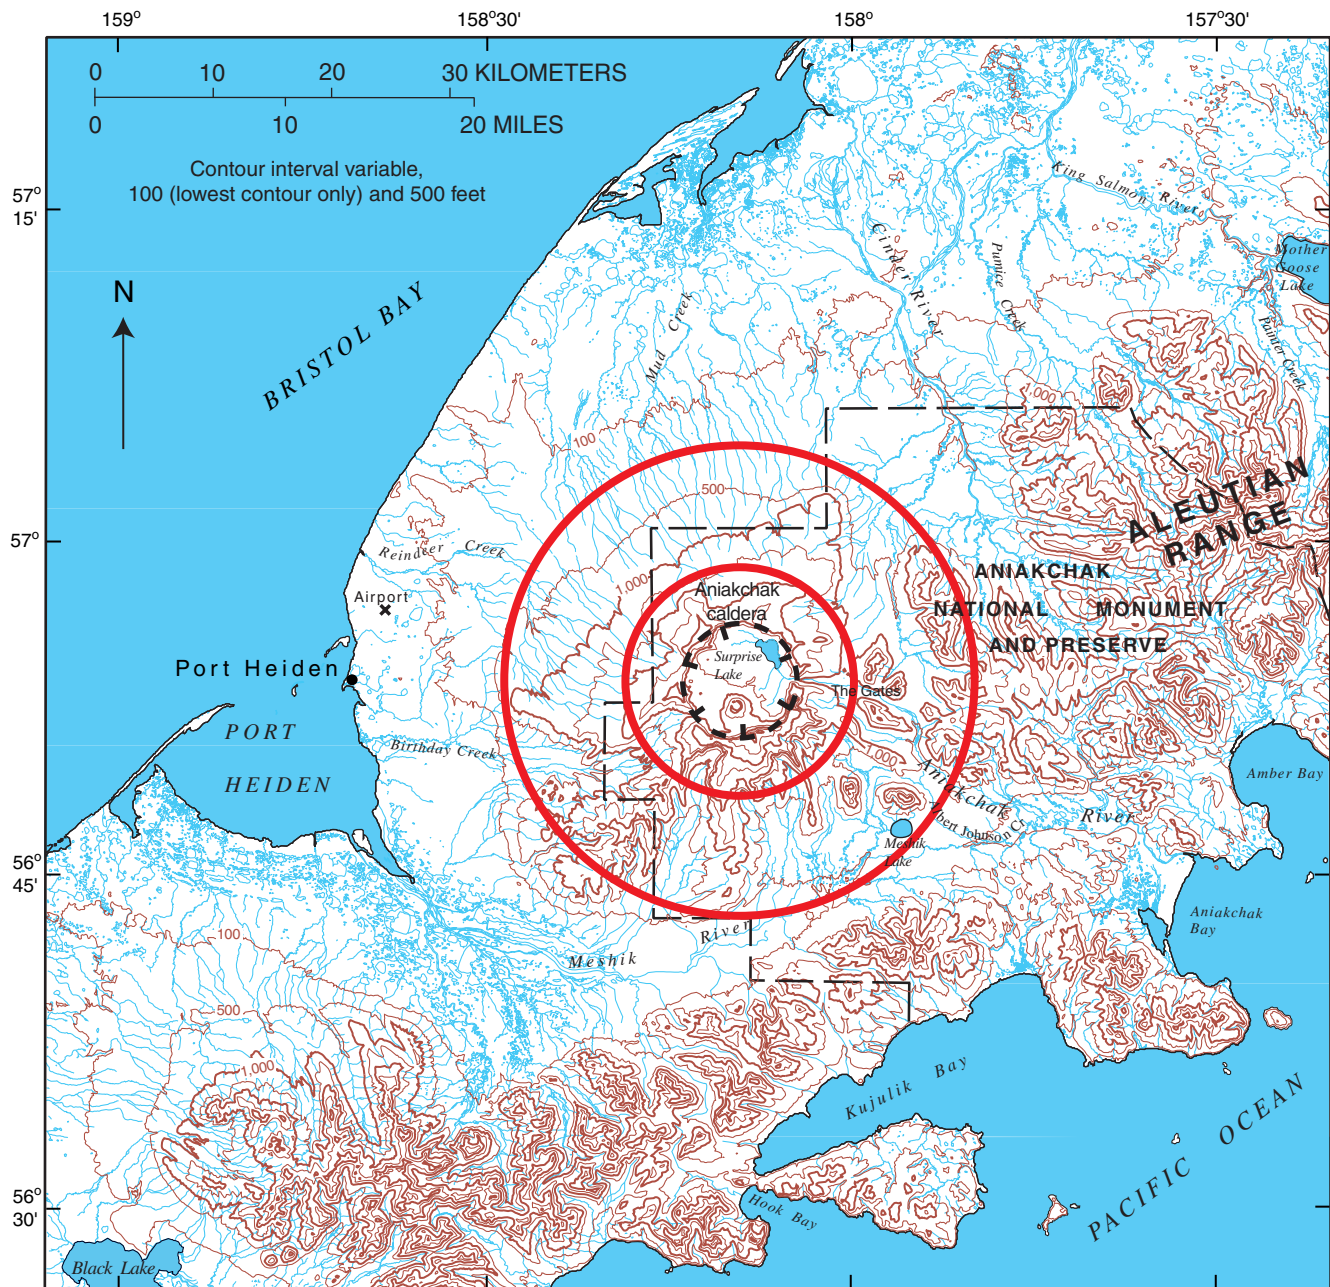 159°
158°30'
158°
157°30'
0
10
20
30 KILOMETERS
0
10
20 MILES
Contour interval variable,
100 (lowest contour only) and 500 feet
57°
15'
N
BRISTOL BAY
Mud Creek
Cinder River
Pumice Creek
King Salmon River
Mother
Goose
Lake
Painter Creek
1,000
100
500
ALEUTIAN
RANGE
57°
Reindeer Creek
1,000
Airport
Aniakchak
caldera
ANIAKCHAK
NATIONAL MONUMENT
AND PRESERVE
Surprise
Lake
Port Heiden
The Gates
PORT
HEIDEN
Birthday Creek
Aniakchak River
Albert Johnson Cr
Amber Bay
Meshik
Lake
56°
45'
Aniakchak
Bay
100
Meshik River
500
1,000
Kujulik Bay
PACIFIC OCEAN
56°
30'
Hook Bay
Black Lake